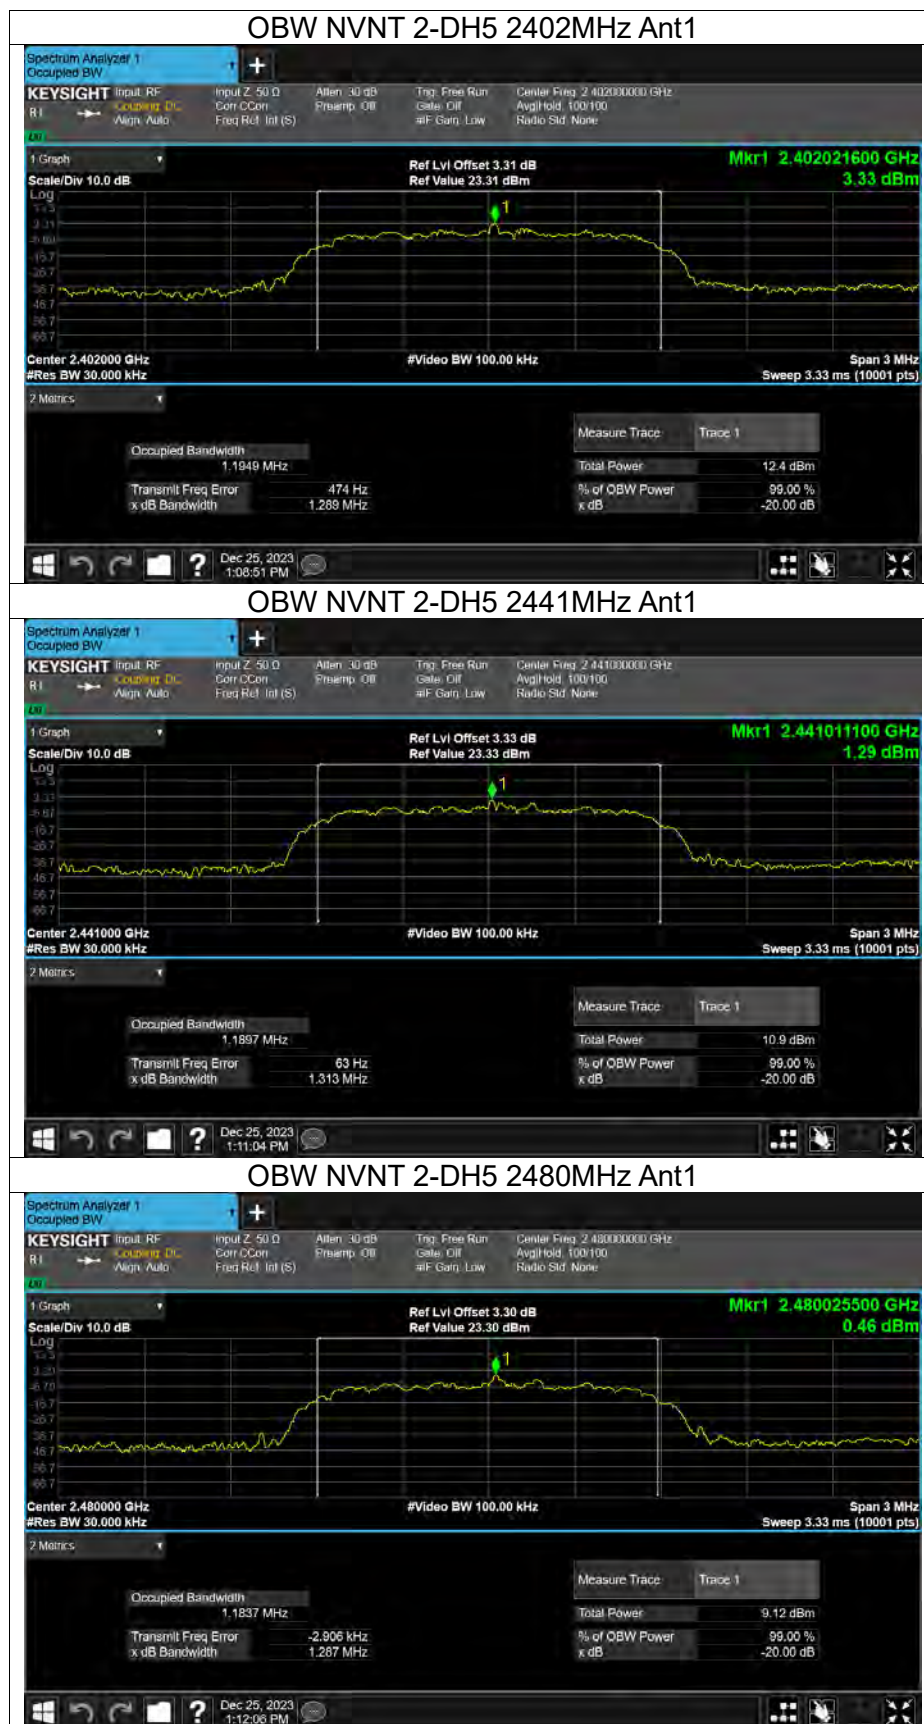 OBW NVNT 2-DH5 2402MHz Ant1
Spectrum Analyzer 1
Occupied BW
+
KEYSIGHT Input: RF Input Z: 50 Ω Atten: 30 dB Trig: Free Run Center Freq: 2.402000000 GHz
Coupling: DC Corr CCorr Preamp: Off Gate: Off Avg|Hold: 100/100
Align: Auto Freq Ref: Int (S) #IF Gain: Low Radio Std: None
1 Graph
Scale/Div 10.0 dB
Ref Lvl Offset 3.31 dB
Ref Value 23.31 dBm
Mkr1 2.402021600 GHz
3.33 dBm
Log
1
Center 2.402000 GHz #Video BW 100.00 kHz Span 3 MHz
#Res BW 30.000 kHz Sweep 3.33 ms (10001 pts)
2 Metrics
Measure Trace Trace 1
Occupied Bandwidth
1.1949 MHz Total Power 12.4 dBm
Transmit Freq Error 474 Hz % of OBW Power 99.00 %
x dB Bandwidth 1.289 MHz x dB -20.00 dB
? Dec 25, 2023
1:08:51 PM
OBW NVNT 2-DH5 2441MHz Ant1
Spectrum Analyzer 1
Occupied BW
+
KEYSIGHT Input: RF Input Z: 50 Ω Atten: 30 dB Trig: Free Run Center Freq: 2.441000000 GHz
Coupling: DC Corr CCorr Preamp: Off Gate: Off Avg|Hold: 100/100
Align: Auto Freq Ref: Int (S) #IF Gain: Low Radio Std: None
1 Graph
Scale/Div 10.0 dB
Ref Lvl Offset 3.33 dB
Ref Value 23.33 dBm
Mkr1 2.441011100 GHz
1.29 dBm
Log
1
Center 2.441000 GHz #Video BW 100.00 kHz Span 3 MHz
#Res BW 30.000 kHz Sweep 3.33 ms (10001 pts)
2 Metrics
Measure Trace Trace 1
Occupied Bandwidth
1.1897 MHz Total Power 10.9 dBm
Transmit Freq Error 63 Hz % of OBW Power 99.00 %
x dB Bandwidth 1.313 MHz x dB -20.00 dB
? Dec 25, 2023
1:11:04 PM
OBW NVNT 2-DH5 2480MHz Ant1
Spectrum Analyzer 1
Occupied BW
+
KEYSIGHT Input: RF Input Z: 50 Ω Atten: 30 dB Trig: Free Run Center Freq: 2.480000000 GHz
Coupling: DC Corr CCorr Preamp: Off Gate: Off Avg|Hold: 100/100
Align: Auto Freq Ref: Int (S) #IF Gain: Low Radio Std: None
1 Graph
Scale/Div 10.0 dB
Ref Lvl Offset 3.30 dB
Ref Value 23.30 dBm
Mkr1 2.480025500 GHz
0.46 dBm
Log
1
Center 2.480000 GHz #Video BW 100.00 kHz Span 3 MHz
#Res BW 30.000 kHz Sweep 3.33 ms (10001 pts)
2 Metrics
Measure Trace Trace 1
Occupied Bandwidth
1.1837 MHz Total Power 9.12 dBm
Transmit Freq Error -2.906 kHz % of OBW Power 99.00 %
x dB Bandwidth 1.287 MHz x dB -20.00 dB
? Dec 25, 2023
1:12:06 PM